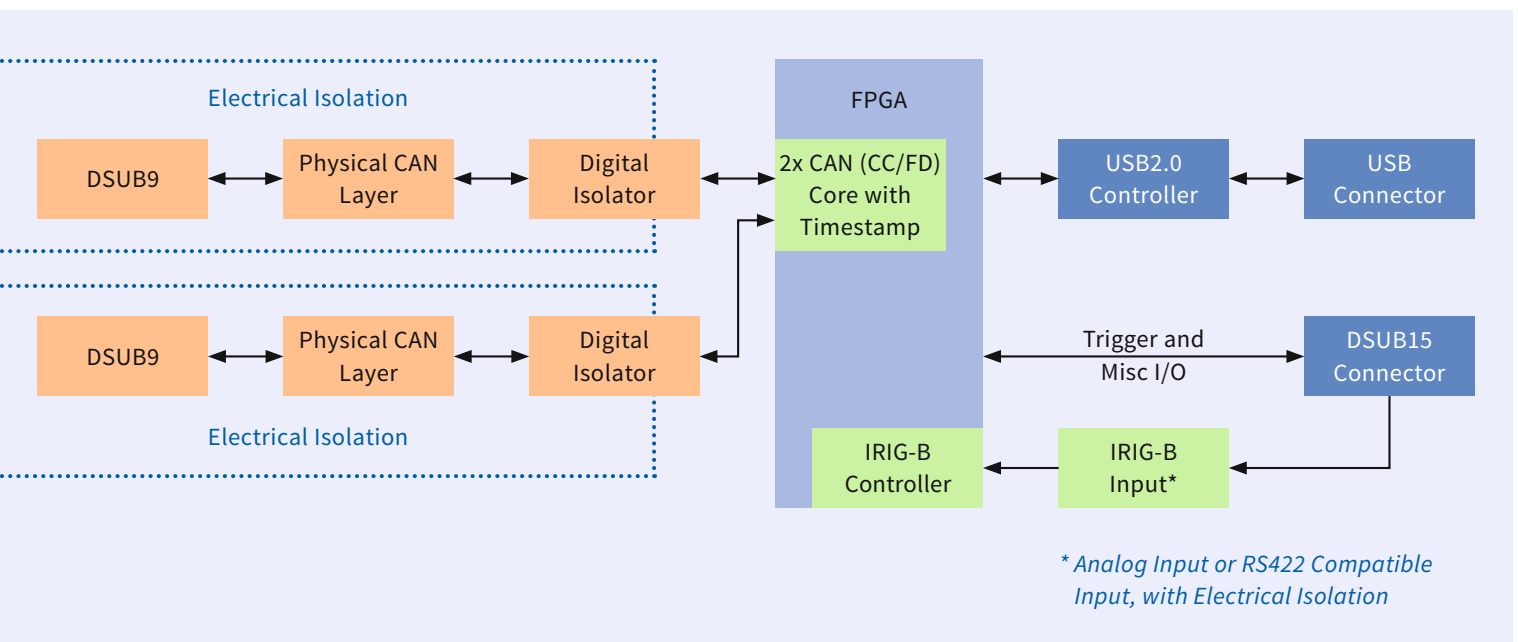 Electrical Isolation
DSUB9
Physical CAN
Layer
Digital
Isolator
FPGA
2x CAN (CC/FD)
Core with
Timestamp
USB2.0
Controller
USB
Connector
DSUB9
Physical CAN
Layer
Digital
Isolator
Electrical Isolation
Trigger and
Misc I/O
DSUB15
Connector
IRIG-B
Controller
IRIG-B
Input*
* Analog Input or RS422 Compatible
Input, with Electrical Isolation